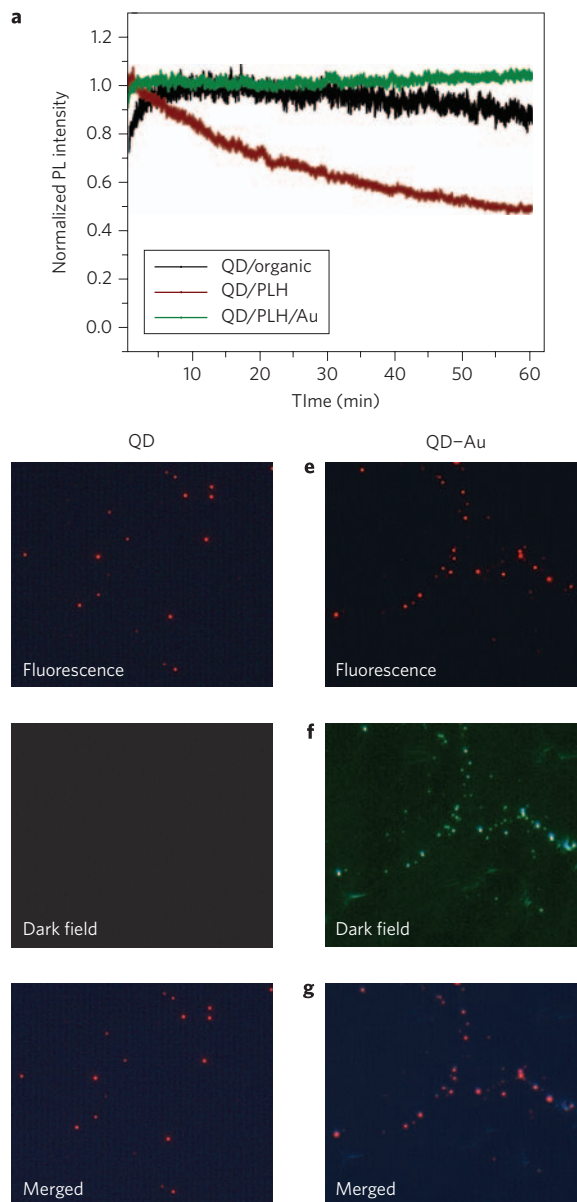 a
1.2
1.0
0.8
0.6
0.4
0.2
0.0
Normalized PL intensity
QD/organic
QD/PLH
QD/PLH/Au
10 20 30 40 50 60
TIme (min)
QD
QD–Au
e
Fluorescence
Fluorescence
f
Dark field
Dark field
g
Merged
Merged